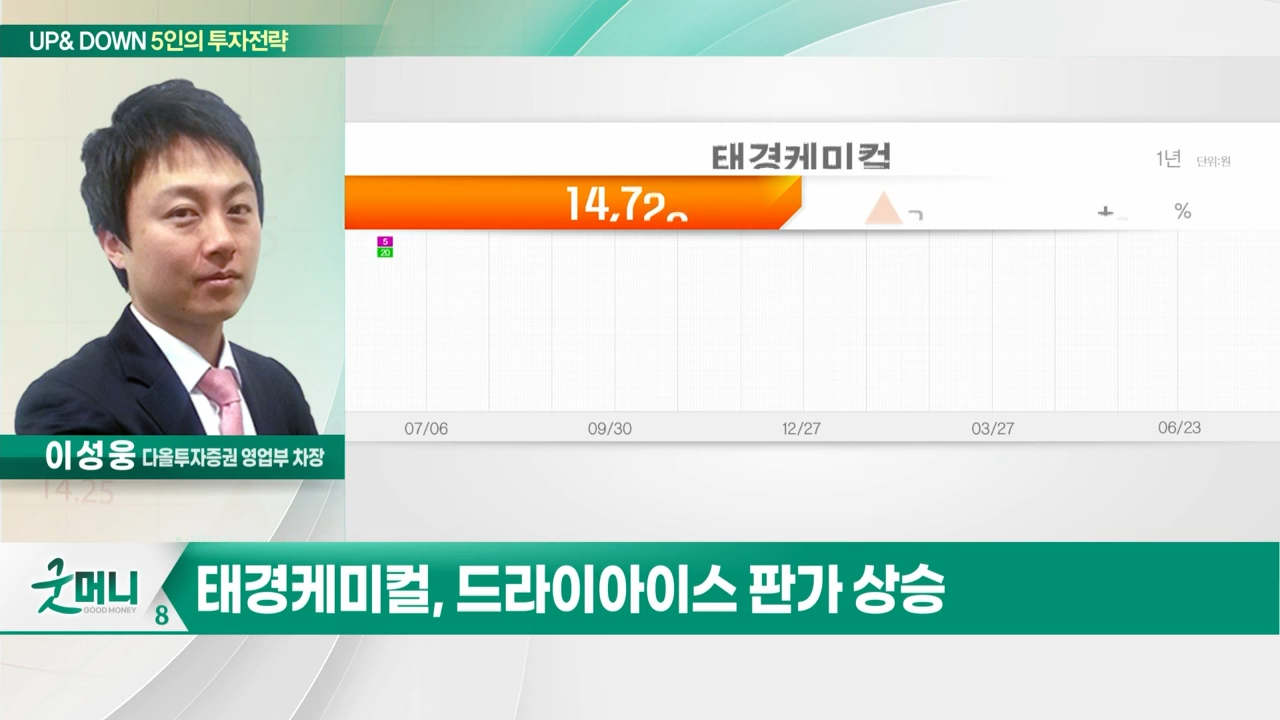 UP& DOWN 5인의 투자전략
태경케미컬
1년 단위:원
%
5
20
07/06 09/30 12/27 03/27 06/23
이성웅 다올투자증권 영업부 차장
14.25
굿머니
GOOD MONEY
8
태경케미컬, 드라이아이스 판가 상승